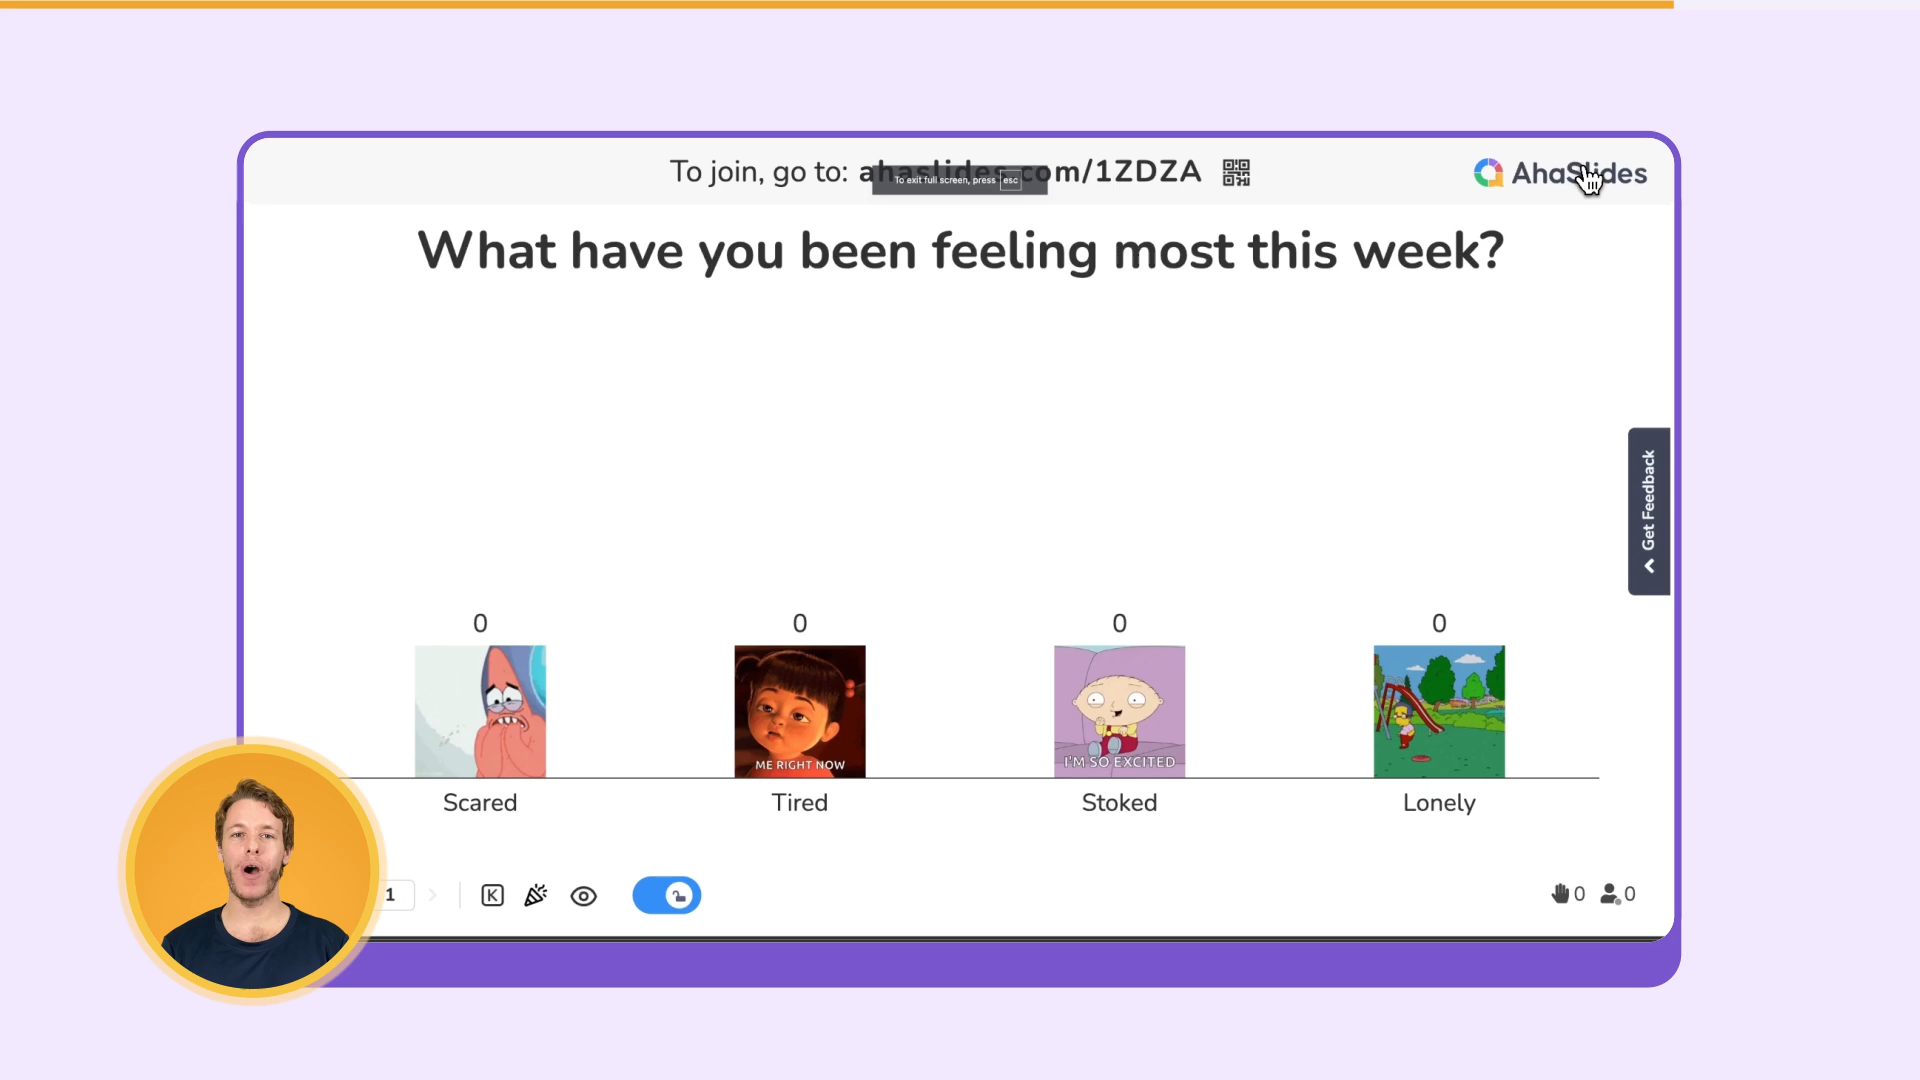 To join, go to: ahaslides.com/1ZDZA
To exit full screen, press esc
AhaSlides
What have you been feeling most this week?
Get Feedback
0
0
0
0
ME RIGHT NOW
I'M SO EXCITED
Scared
Tired
Stoked
Lonely
1
K
0
0